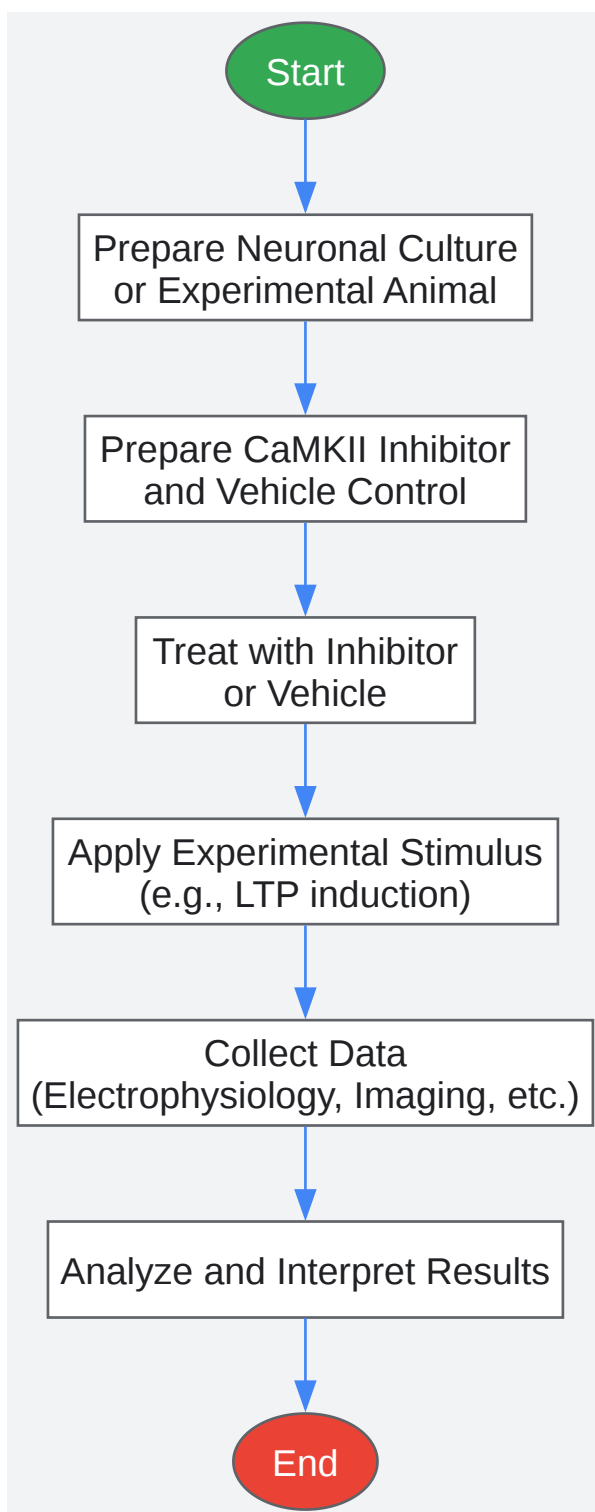 Start
Prepare Neuronal Culture
or Experimental Animal
Prepare CaMKII Inhibitor
and Vehicle Control
Treat with Inhibitor
or Vehicle
Apply Experimental Stimulus
(e.g., LTP induction)
Collect Data
(Electrophysiology, Imaging, etc.)
Analyze and Interpret Results
End